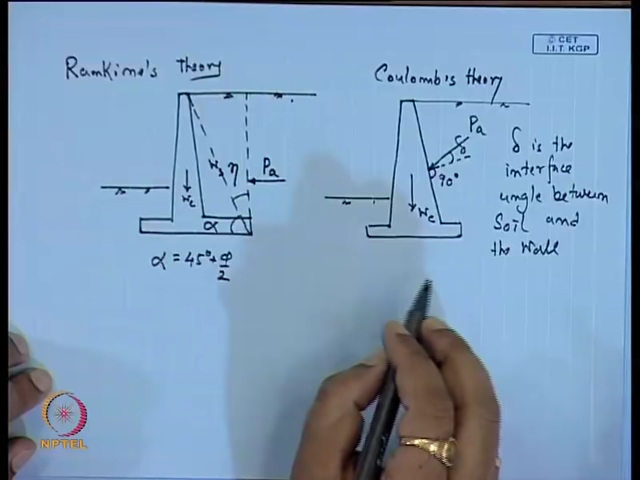 © CET
I.I.T. KGP
Rankine's Theory
Coulomb's theory
Pa
δ
δ is the
interface
angle between
Soil and
the Wall
Ws
η
Pa
90°
Wc
Wc
α
α = 45° + φ/2
NPTEL